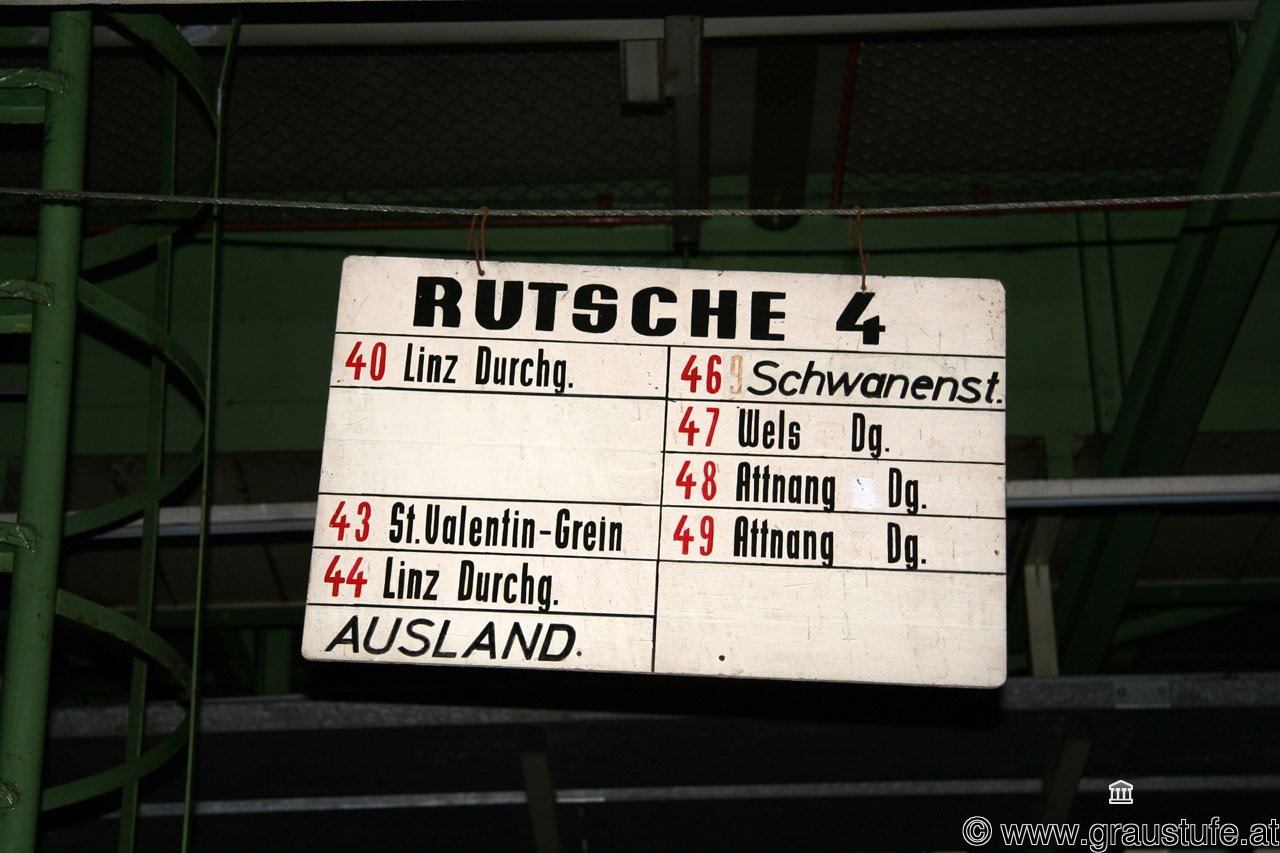 RUTSCHE 4
40 Linz Durchg.
43 St.Valentin-Grein
44 Linz Durchg.
AUSLAND.
46 9 Schwanenst.
47 Wels Dg.
48 Attnang Dg.
49 Attnang Dg.
© www.graustufe.at